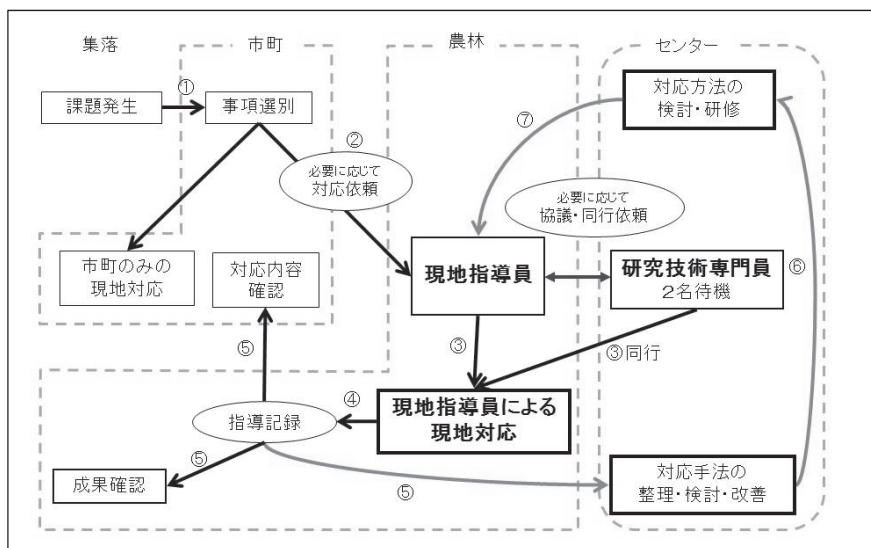 集落
市町
農林
センター
課題発生
①
事項選別
対応方法の
検討・研修
②
⑦
必要に応じて
対応依頼
必要に応じて
協議・同行依頼
市町のみの
現地対応
対応内容
確認
現地指導員
研究技術専門員
2名待機
⑥
⑤
③
③同行
指導記録
④
現地指導員による
現地対応
成果確認
⑤
⑤
対応手法の
整理・検討・改善